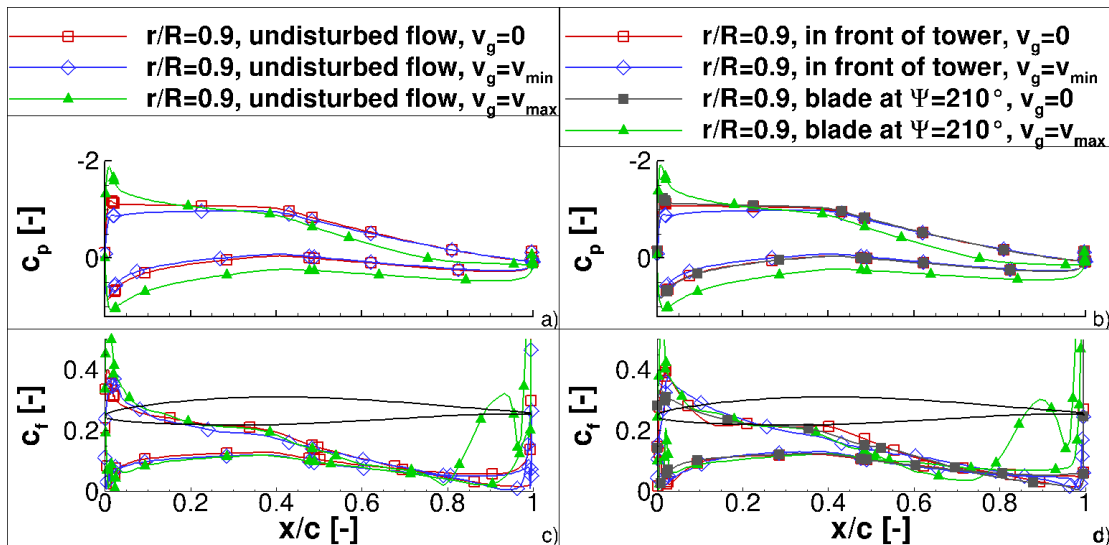 r/R=0.9, undisturbed flow, v_g=0
r/R=0.9, undisturbed flow, v_g=v_min
r/R=0.9, undisturbed flow, v_g=v_max
r/R=0.9, in front of tower, v_g=0
r/R=0.9, in front of tower, v_g=v_min
r/R=0.9, blade at Ψ=210°, v_g=0
r/R=0.9, blade at Ψ=210°, v_g=v_max
-2
0
c_p [-]
a)
-2
0
c_p [-]
b)
0.4
0.2
0
c_f [-]
0 0.2 0.4 0.6 0.8 1
x/c [-]
c)
0.4
0.2
0
c_f [-]
0 0.2 0.4 0.6 0.8 1
x/c [-]
d)